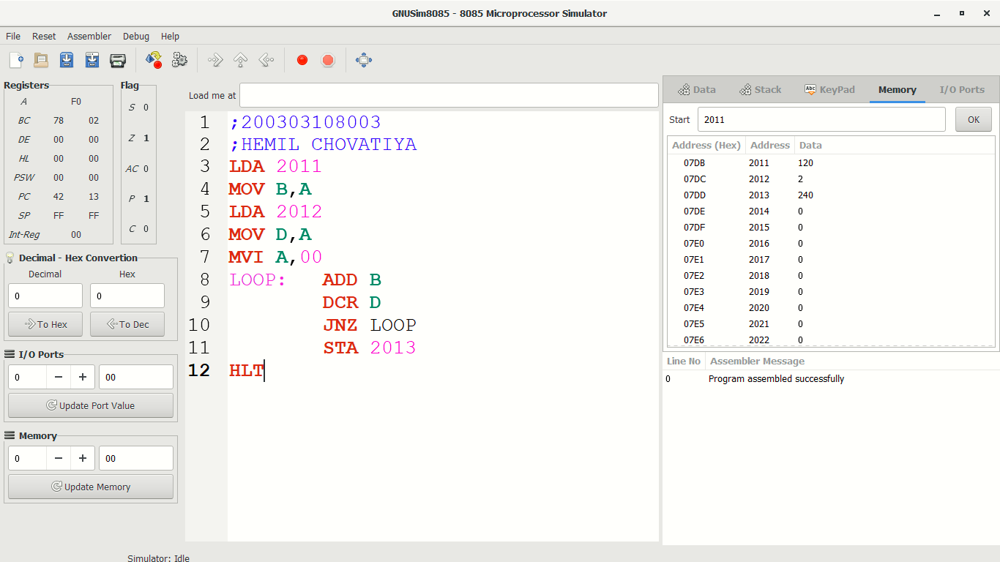 GNUSim8085 - 8085 Microprocessor Simulator
File Reset Assembler Debug Help
Registers
A F0
BC 78 02
DE 00 00
HL 00 00
PSW 00 00
PC 42 13
SP FF FF
Int-Reg 00
Flag
S 0
Z 1
AC 0
P 1
C 0
Decimal - Hex Convertion
Decimal Hex
0 0
To Hex To Dec
I/O Ports
0 − + 00
Update Port Value
Memory
0 − + 00
Update Memory
Load me at
1 ;200303108003
2 ;HEMIL CHOVATIYA
3 LDA 2011
4 MOV B,A
5 LDA 2012
6 MOV D,A
7 MVI A,00
8 LOOP: ADD B
9 DCR D
10 JNZ LOOP
11 STA 2013
12 HLT
Data Stack Abc KeyPad Memory I/O Ports
Start 2011 OK
Address (Hex) Address Data
07DB 2011 120
07DC 2012 2
07DD 2013 240
07DE 2014 0
07DF 2015 0
07E0 2016 0
07E1 2017 0
07E2 2018 0
07E3 2019 0
07E4 2020 0
07E5 2021 0
07E6 2022 0
Line No Assembler Message
0 Program assembled successfully
Simulator: Idle